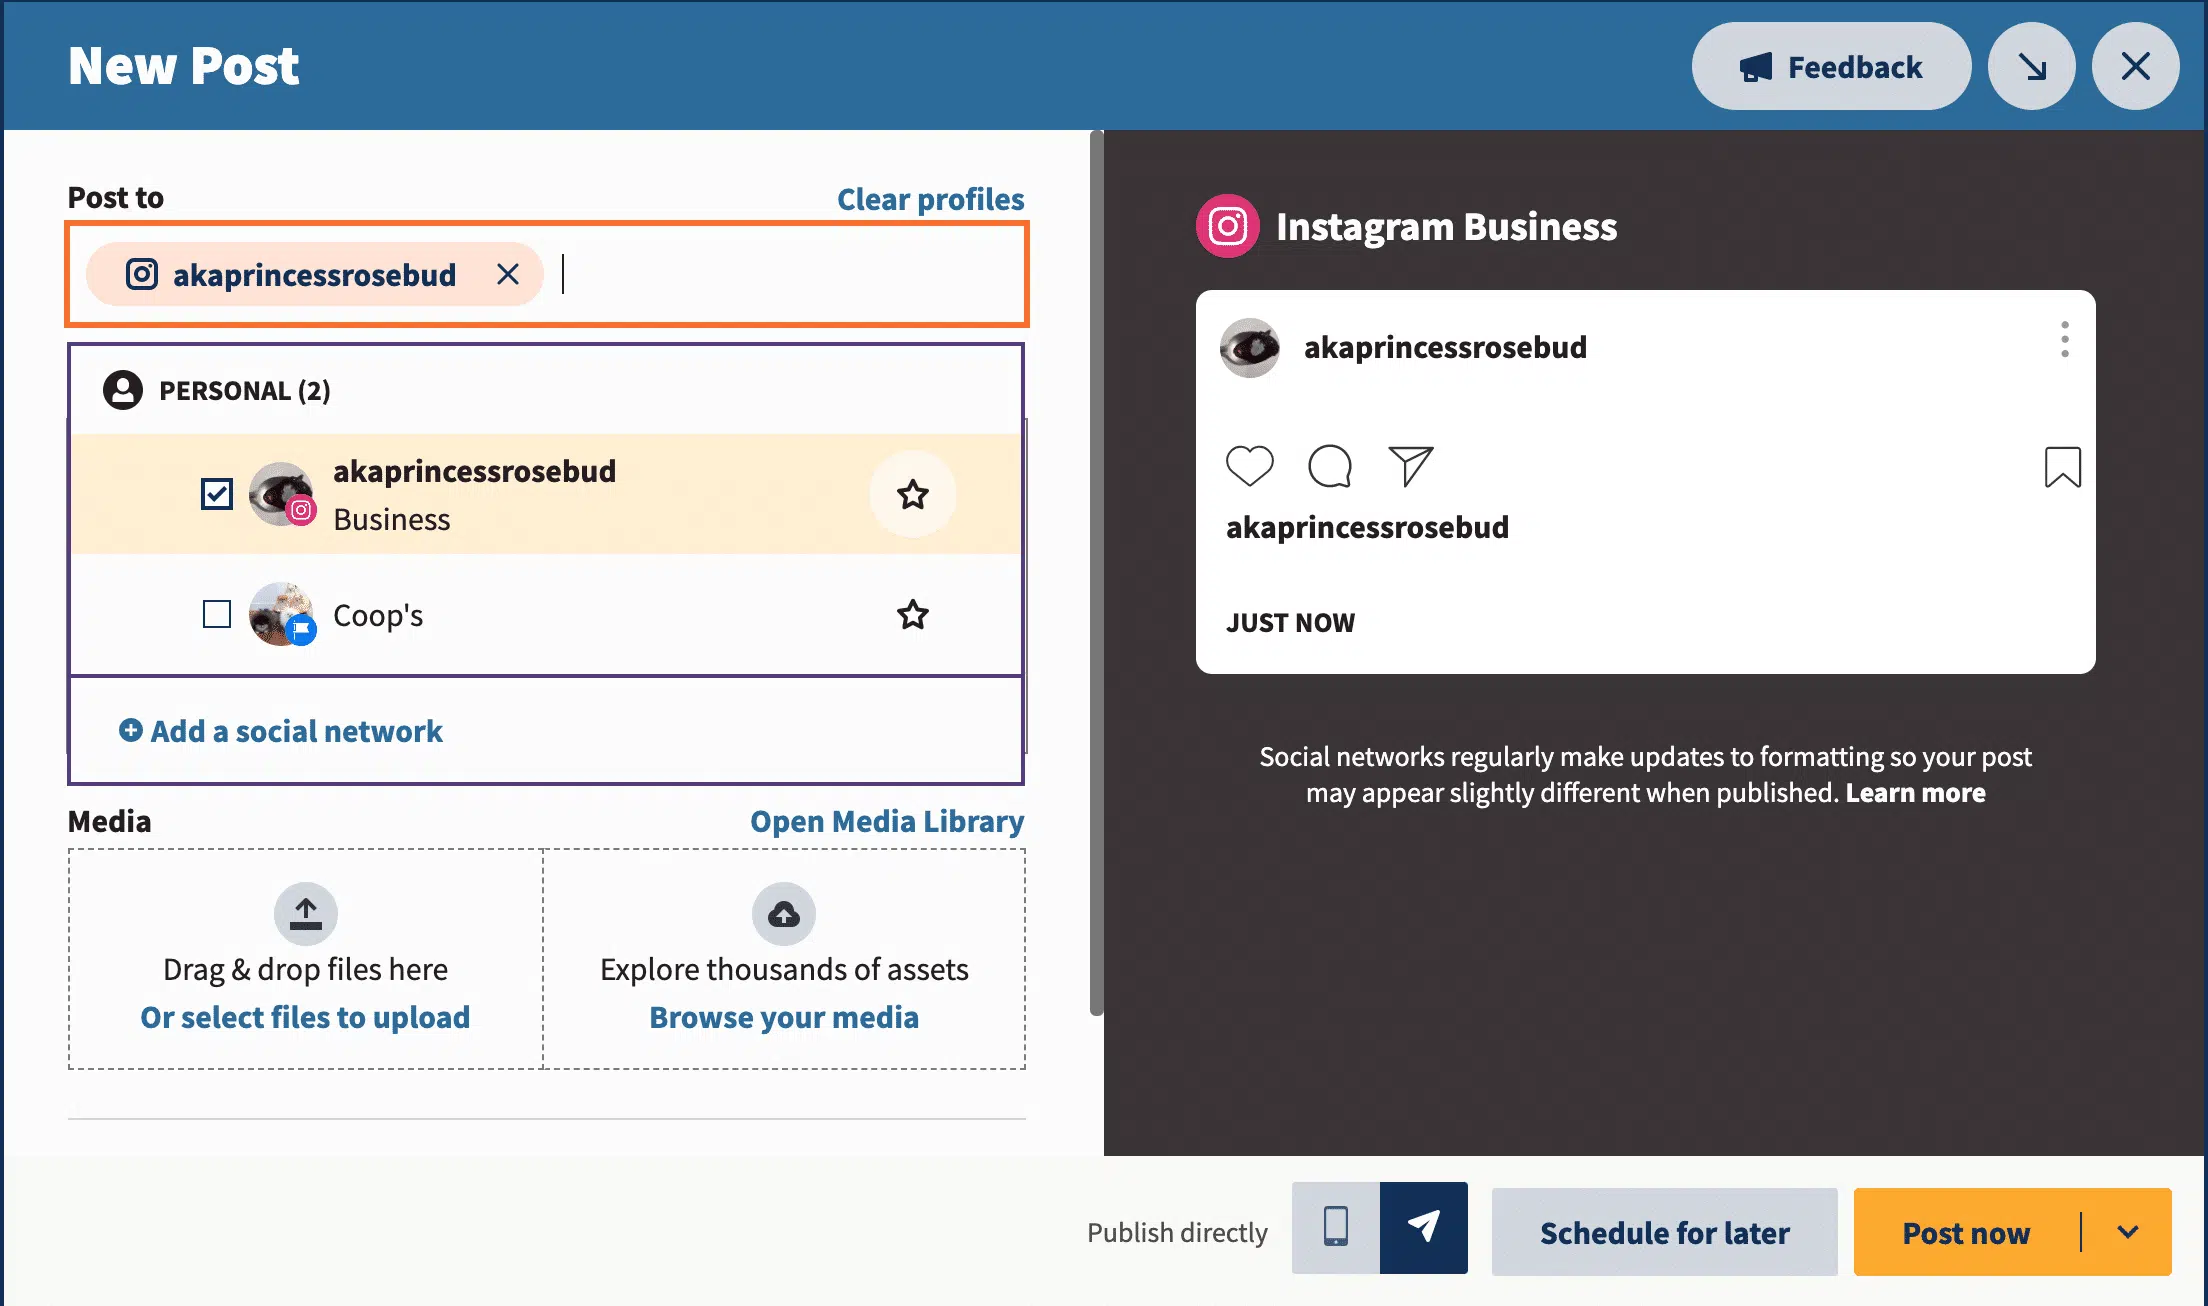 New Post
Feedback
Post to
Clear profiles
akaprincessrosebud
PERSONAL (2)
akaprincessrosebud
Business
Coop's
Add a social network
Media
Open Media Library
Drag & drop files here
Or select files to upload
Explore thousands of assets
Browse your media
Instagram Business
akaprincessrosebud
akaprincessrosebud
JUST NOW
Social networks regularly make updates to formatting so your post
may appear slightly different when published. Learn more
Publish directly
Schedule for later
Post now